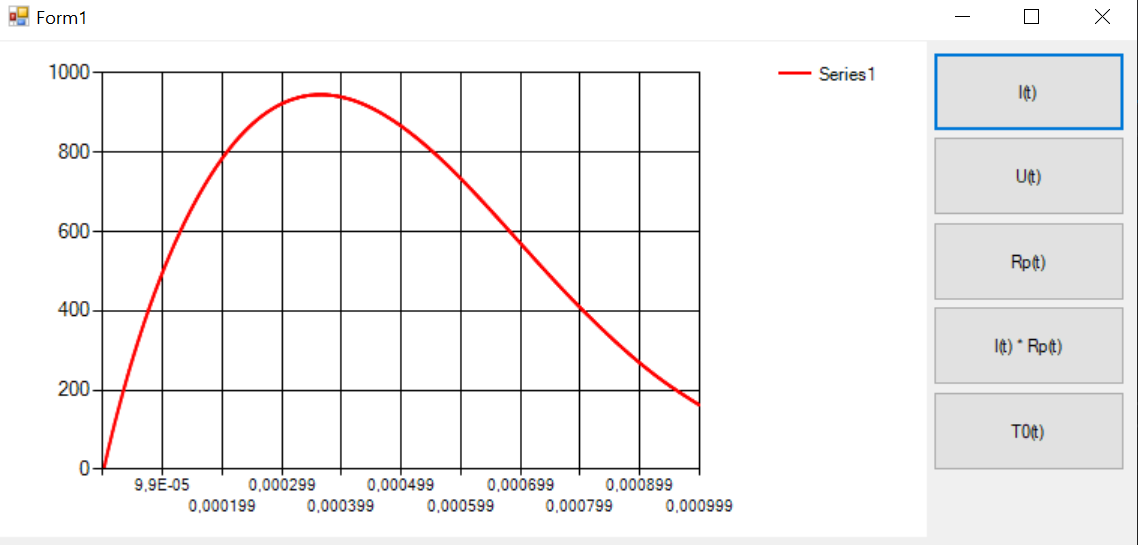 Form1
1000
800
600
400
200
0
9,9E-05
0,000199
0,000299
0,000399
0,000499
0,000599
0,000699
0,000799
0,000899
0,000999
Series1
I(t)
U(t)
Rp(t)
I(t) * Rp(t)
T0(t)